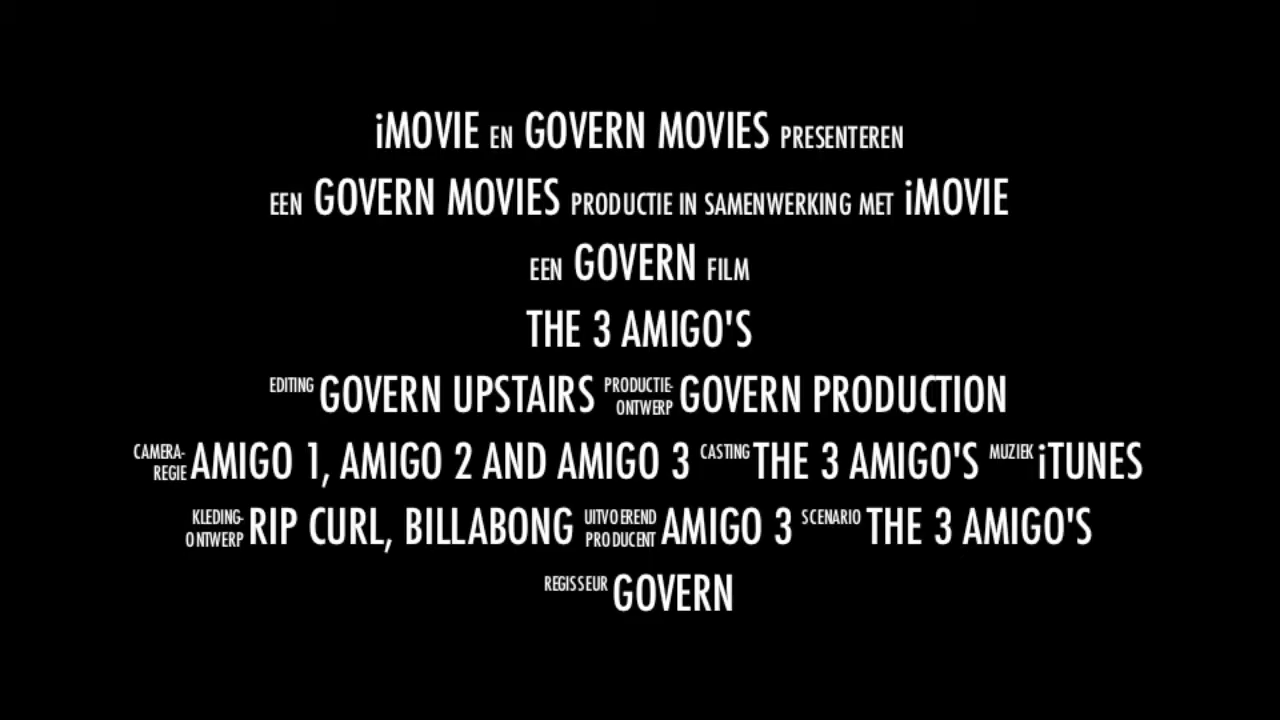 iMOVIE EN GOVERN MOVIES PRESENTEREN
EEN GOVERN MOVIES PRODUCTIE IN SAMENWERKING MET iMOVIE
EEN GOVERN FILM
THE 3 AMIGO'S
EDITING GOVERN UPSTAIRS PRODUCTIE-ONTWERP GOVERN PRODUCTION
CAMERA-REGIE AMIGO 1, AMIGO 2 AND AMIGO 3 CASTING THE 3 AMIGO'S MUZIEK iTUNES
KLEDING-ONTWERP RIP CURL, BILLABONG UITVOEREND PRODUCENT AMIGO 3 SCENARIO THE 3 AMIGO'S
REGISSEUR GOVERN